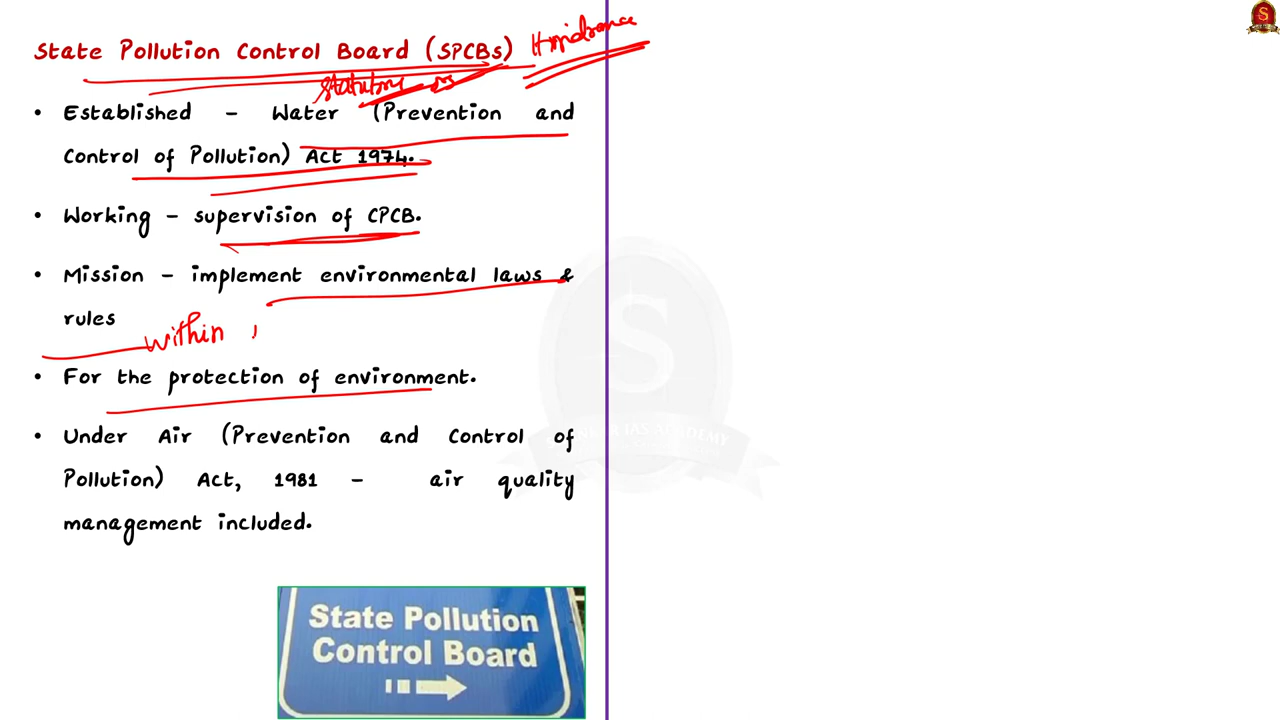 State Pollution Control Board (SPCBs)
statutory
• Established – Water (Prevention and
Control of Pollution) Act 1974.
• Working – supervision of CPCB.
• Mission – implement environmental laws &
rules
within
• For the protection of environment.
• Under Air (Prevention and Control of
Pollution) Act, 1981 – air quality
management included.
State Pollution
Control Board
IAS ACADEMY